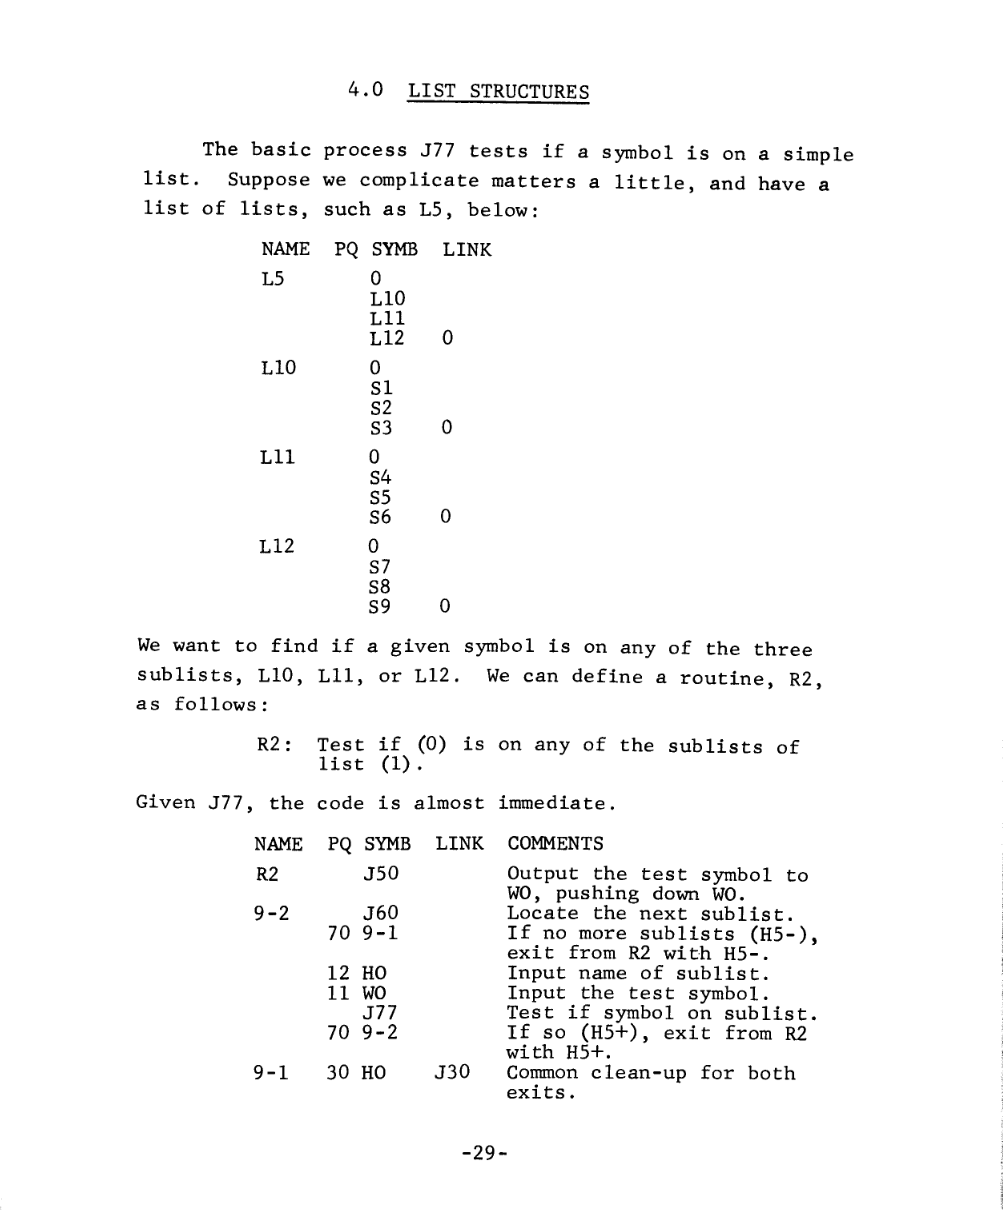 4.0 LIST STRUCTURES
The basic process J77 tests if a symbol is on a simple
list. Suppose we complicate matters a little, and have a
list of lists, such as L5, below:
NAME PQ SYMB LINK
L5 0
L10
L11
L12 0
L10 0
S1
S2
S3 0
L11 0
S4
S5
S6 0
L12 0
S7
S8
S9 0
We want to find if a given symbol is on any of the three
sublists, L10, L11, or L12. We can define a routine, R2,
as follows:
R2: Test if (0) is on any of the sublists of
list (1).
Given J77, the code is almost immediate.
NAME PQ SYMB LINK COMMENTS
R2 J50 Output the test symbol to
W0, pushing down W0.
9-2 J60 Locate the next sublist.
70 9-1 If no more sublists (H5-),
exit from R2 with H5-.
12 H0 Input name of sublist.
11 W0 Input the test symbol.
J77 Test if symbol on sublist.
70 9-2 If so (H5+), exit from R2
with H5+.
9-1 30 H0 J30 Common clean-up for both
exits.
-29-